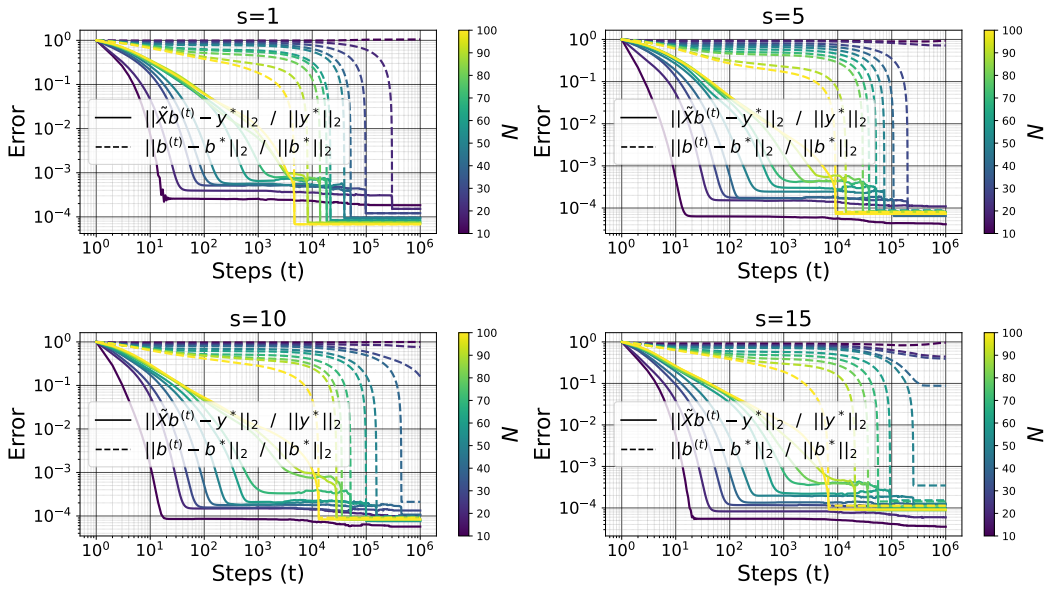 s=1
s=5
Error
10^0
10^{-1}
10^{-2}
10^{-3}
10^{-4}
||X̃b^{(t)} − y^*||_2 / ||y^*||_2
||b^{(t)} − b^*||_2 / ||b^*||_2
10^0 10^1 10^2 10^3 10^4 10^5 10^6
Steps (t)
100
90
80
70
60
50
40
30
20
10
N
Error
10^0
10^{-1}
10^{-2}
10^{-3}
10^{-4}
||X̃b^{(t)} − y^*||_2 / ||y^*||_2
||b^{(t)} − b^*||_2 / ||b^*||_2
10^0 10^1 10^2 10^3 10^4 10^5 10^6
Steps (t)
100
90
80
70
60
50
40
30
20
10
N
s=10
s=15
Error
10^0
10^{-1}
10^{-2}
10^{-3}
10^{-4}
||X̃b^{(t)} − y^*||_2 / ||y^*||_2
||b^{(t)} − b^*||_2 / ||b^*||_2
10^0 10^1 10^2 10^3 10^4 10^5 10^6
Steps (t)
100
90
80
70
60
50
40
30
20
10
N
Error
10^0
10^{-1}
10^{-2}
10^{-3}
10^{-4}
||X̃b^{(t)} − y^*||_2 / ||y^*||_2
||b^{(t)} − b^*||_2 / ||b^*||_2
10^0 10^1 10^2 10^3 10^4 10^5 10^6
Steps (t)
100
90
80
70
60
50
40
30
20
10
N